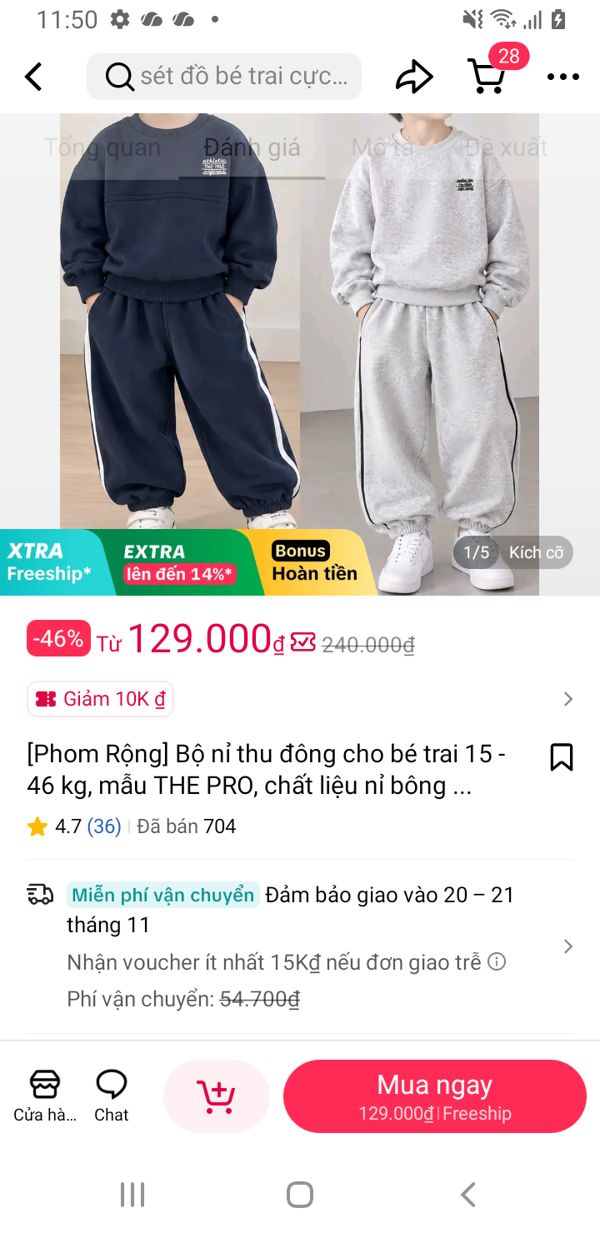 11:50
28
sét đồ bé trai cực...
Tổng quan Đánh giá Mô tả Đề xuất
athletic
THE 1982
XTRA
Freeship*
EXTRA
lên đến 14%*
Bonus
Hoàn tiền
1/5 Kích cỡ
-46% Từ 129.000₫ 240.000₫
Giảm 10K ₫
[Phom Rộng] Bộ nỉ thu đông cho bé trai 15 -
46 kg, mẫu THE PRO, chất liệu nỉ bông ...
4.7 (36) Đã bán 704
Miễn phí vận chuyển Đảm bảo giao vào 20 – 21
tháng 11
Nhận voucher ít nhất 15K₫ nếu đơn giao trễ
Phí vận chuyển: 54.700₫
Cửa hà... Chat
Mua ngay
129.000₫ | Freeship